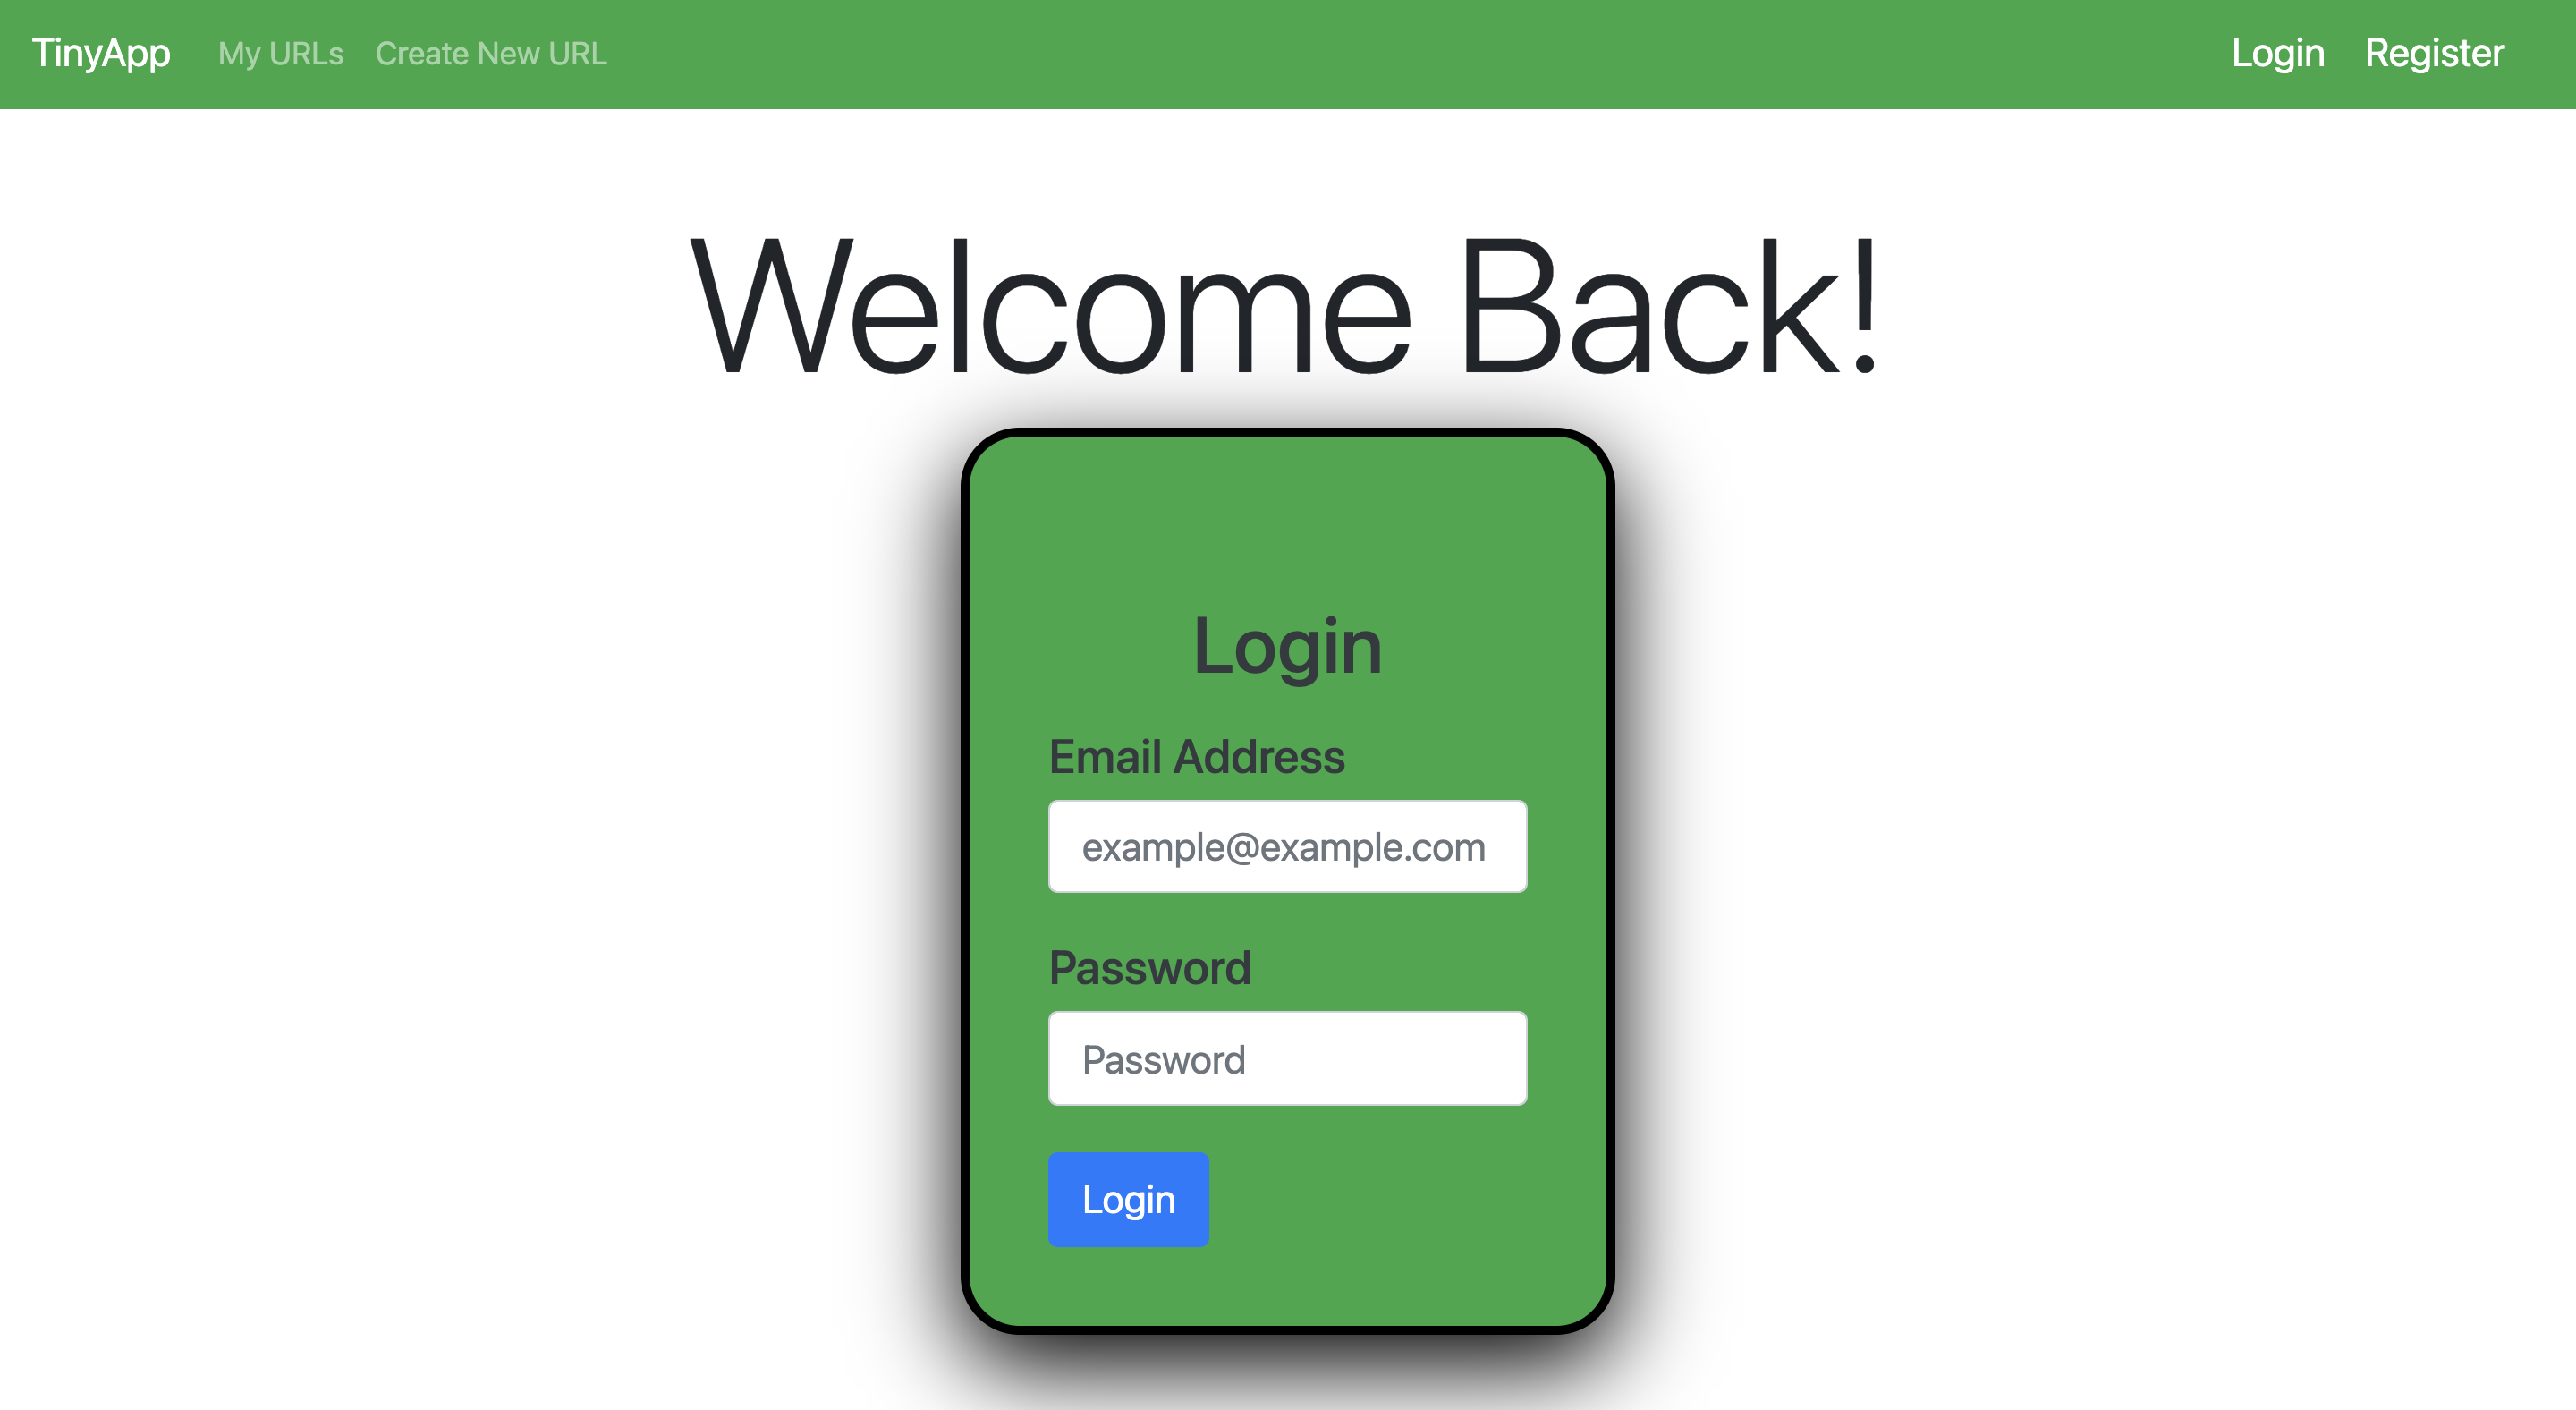 TinyApp My URLs Create New URL Login Register
Welcome Back!
Login
Email Address
example@example.com
Password
Password
Login